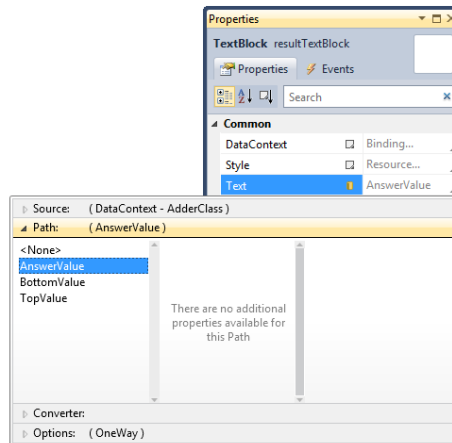 Properties
TextBlock resultTextBlock
Properties Events
Search
Common
DataContext Binding...
Style Resource...
Text AnswerValue
Source: ( DataContext - AdderClass )
Path: ( AnswerValue )
<None>
AnswerValue
BottomValue
TopValue
There are no additional
properties available for
this Path
Converter:
Options: ( OneWay )